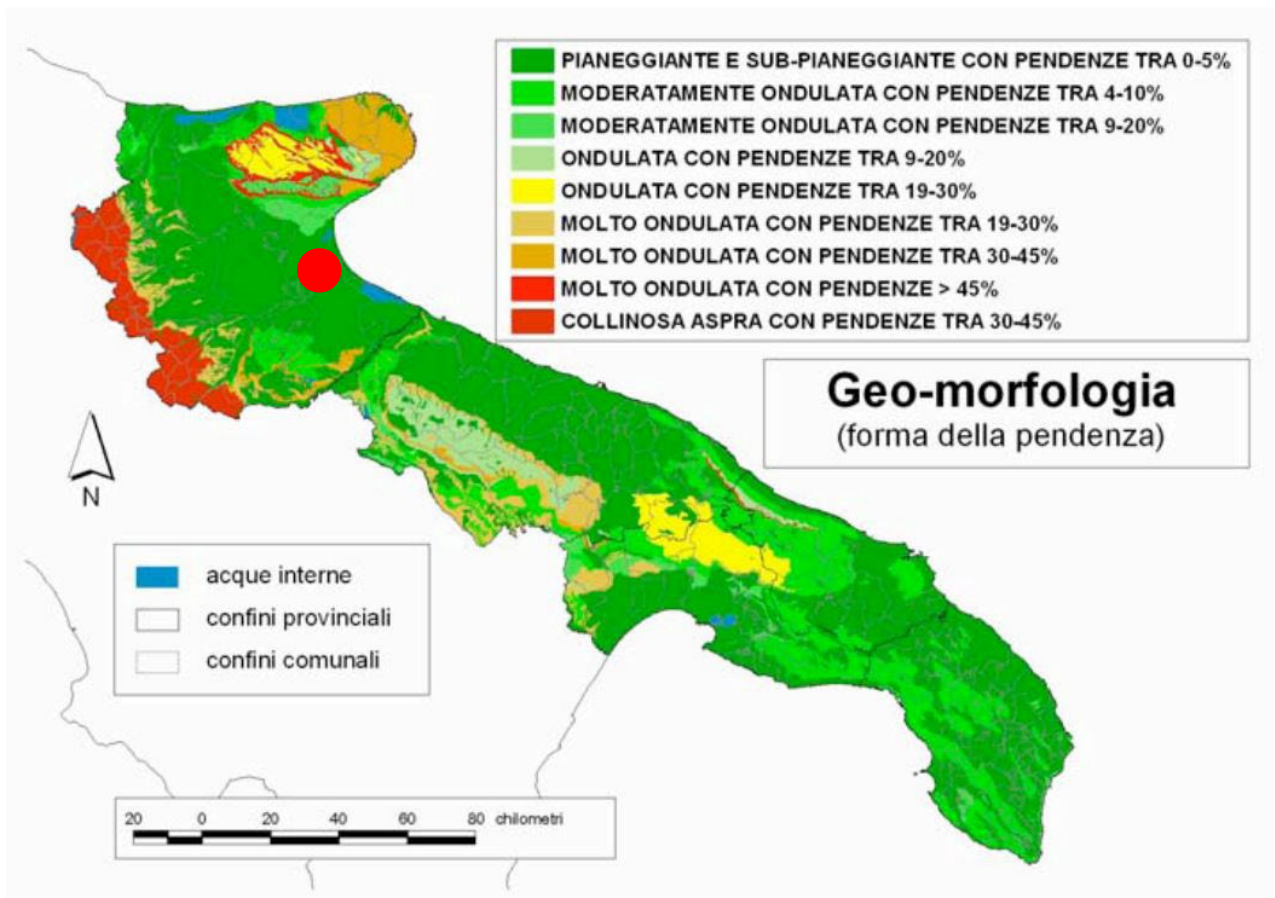 PIANEGGIANTE E SUB-PIANEGGIANTE CON PENDENZE TRA 0-5%
MODERATAMENTE ONDULATA CON PENDENZE TRA 4-10%
MODERATAMENTE ONDULATA CON PENDENZE TRA 9-20%
ONDULATA CON PENDENZE TRA 9-20%
ONDULATA CON PENDENZE TRA 19-30%
MOLTO ONDULATA CON PENDENZE TRA 19-30%
MOLTO ONDULATA CON PENDENZE TRA 30-45%
MOLTO ONDULATA CON PENDENZE > 45%
COLLINOSA ASPRA CON PENDENZE TRA 30-45%
Geo-morfologia
(forma della pendenza)
N
acque interne
confini provinciali
confini comunali
20 0 20 40 60 80 chilometri